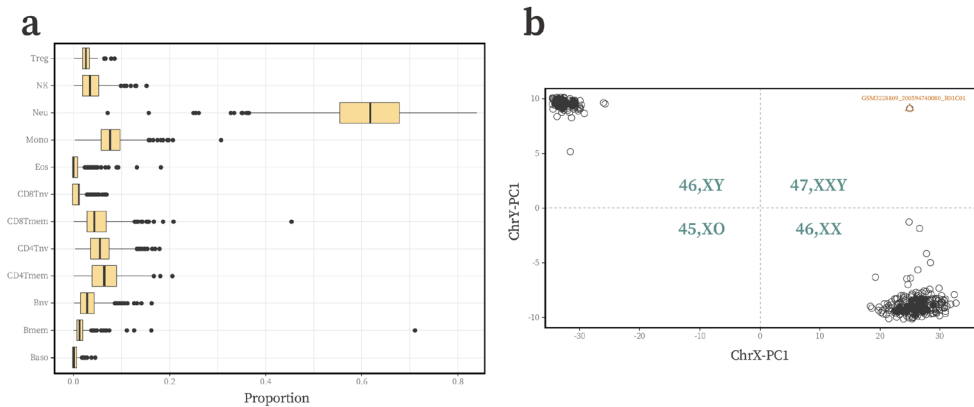 a
Treg
NK
Neu
Mono
Eos
CD8Tnv
CD8Tmem
CD4Tnv
CD4Tmem
Bnv
Bmem
Baso
0.0 0.2 0.4 0.6 0.8
Proportion
b
GSM3228809_200594740080_R01C01
10
5
0
-5
-10
ChrY-PC1
46,XY 47,XXY
45,XO 46,XX
-30 -20 -10 0 10 20 30
ChrX-PC1